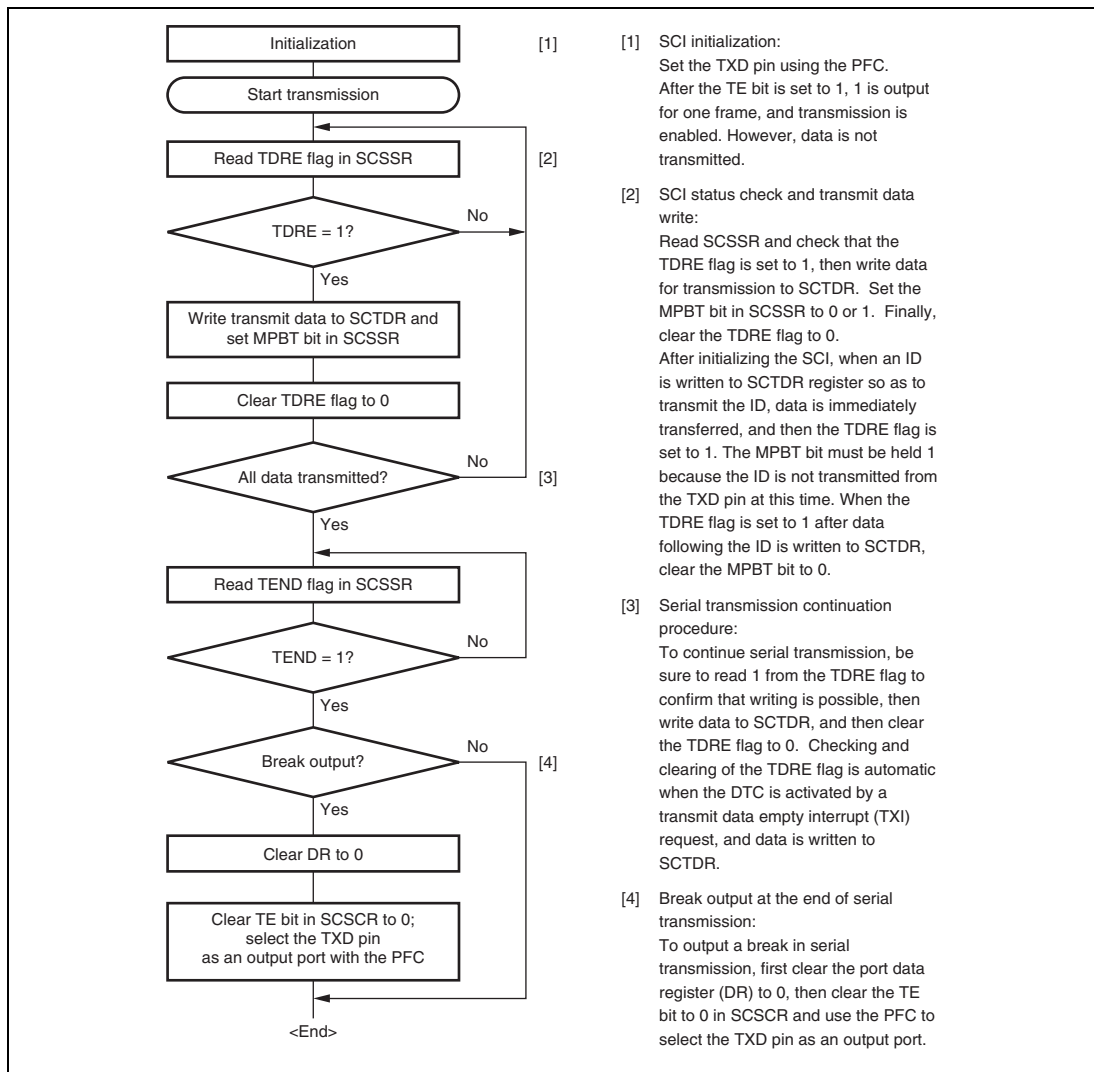 Initialization
[1]
Start transmission
Read TDRE flag in SCSSR
[2]
TDRE = 1?
No
Yes
Write transmit data to SCTDR and
set MPBT bit in SCSSR
Clear TDRE flag to 0
All data transmitted?
No
[3]
Yes
Read TEND flag in SCSSR
TEND = 1?
No
Yes
Break output?
No
[4]
Yes
Clear DR to 0
Clear TE bit in SCSCR to 0;
select the TXD pin
as an output port with the PFC
<End>
[1] SCI initialization:
Set the TXD pin using the PFC.
After the TE bit is set to 1, 1 is output
for one frame, and transmission is
enabled. However, data is not
transmitted.
[2] SCI status check and transmit data
write:
Read SCSSR and check that the
TDRE flag is set to 1, then write data
for transmission to SCTDR. Set the
MPBT bit in SCSSR to 0 or 1. Finally,
clear the TDRE flag to 0.
After initializing the SCI, when an ID
is written to SCTDR register so as to
transmit the ID, data is immediately
transferred, and then the TDRE flag is
set to 1. The MPBT bit must be held 1
because the ID is not transmitted from
the TXD pin at this time. When the
TDRE flag is set to 1 after data
following the ID is written to SCTDR,
clear the MPBT bit to 0.
[3] Serial transmission continuation
procedure:
To continue serial transmission, be
sure to read 1 from the TDRE flag to
confirm that writing is possible, then
write data to SCTDR, and then clear
the TDRE flag to 0. Checking and
clearing of the TDRE flag is automatic
when the DTC is activated by a
transmit data empty interrupt (TXI)
request, and data is written to
SCTDR.
[4] Break output at the end of serial
transmission:
To output a break in serial
transmission, first clear the port data
register (DR) to 0, then clear the TE
bit to 0 in SCSCR and use the PFC to
select the TXD pin as an output port.